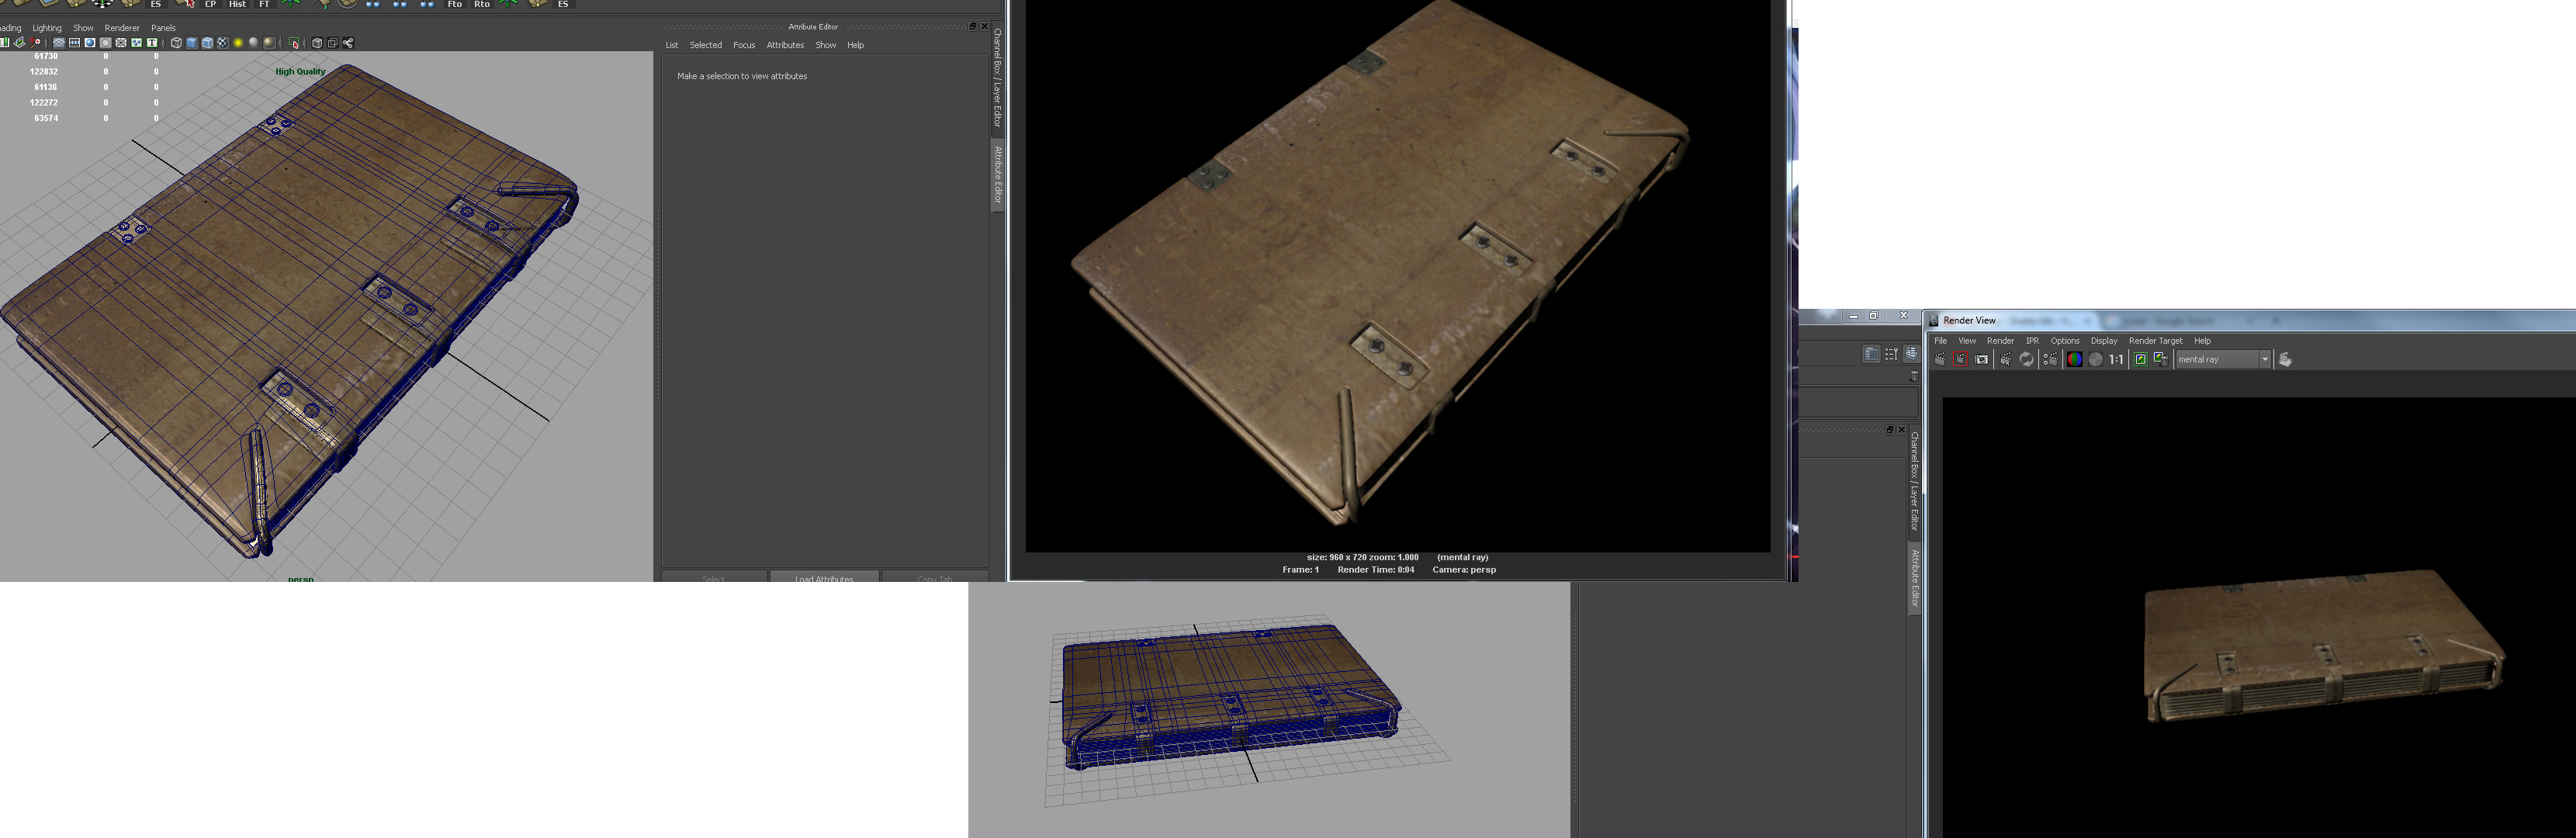 ES CP Hist FT Fto Rto ES
Attribute Editor
Lighting Show Renderer Panels
List Selected Focus Attributes Show Help
61730 0 0
122832 0 0
61136 0 0
122272 0 0
63574 0 0
High Quality
Make a selection to view attributes
Channel Box / Layer Editor
Attribute Editor
persp
Select Load Attributes Copy Tab
size: 960 x 720 zoom: 1.000 (mental ray)
Frame: 1 Render Time: 0:04 Camera: persp
Render View
File View Render IPR Options Display Render Target Help
1:1 mental ray
Channel Box / Layer Editor
Attribute Editor